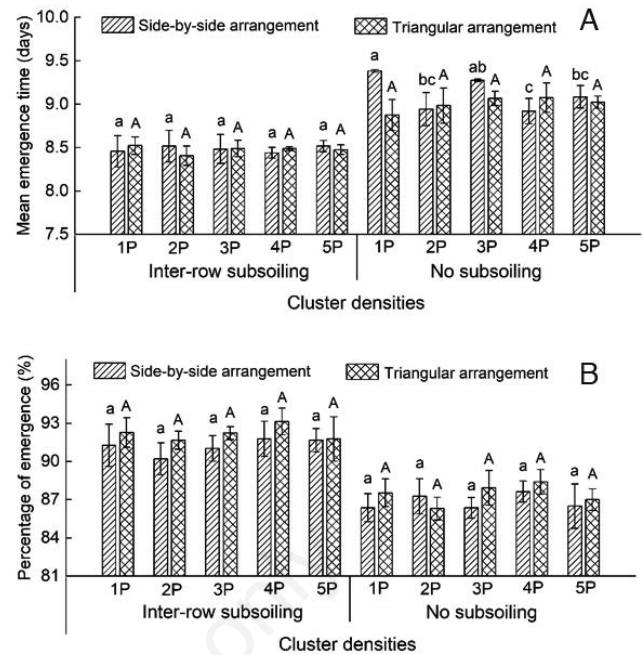 10.0
Side-by-side arrangement
Triangular arrangement
A
9.5
9.0
8.5
8.0
7.5
Mean emergence time (days)
a A a A a A a A a A
a A bc A ab A c A bc A
1P 2P 3P 4P 5P 1P 2P 3P 4P 5P
Inter-row subsoiling No subsoiling
Cluster densities
96
Side-by-side arrangement
Triangular arrangement
B
93
90
87
84
81
Percentage of emergence (%)
a A a A a A a A a A
a A a A a A a A a A
1P 2P 3P 4P 5P 1P 2P 3P 4P 5P
Inter-row subsoiling No subsoiling
Cluster densities